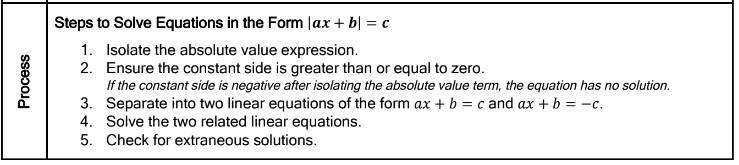 Process
Steps to Solve Equations in the Form |ax + b| = c
1. Isolate the absolute value expression.
2. Ensure the constant side is greater than or equal to zero.
If the constant side is negative after isolating the absolute value term, the equation has no solution.
3. Separate into two linear equations of the form ax + b = c and ax + b = −c.
4. Solve the two related linear equations.
5. Check for extraneous solutions.